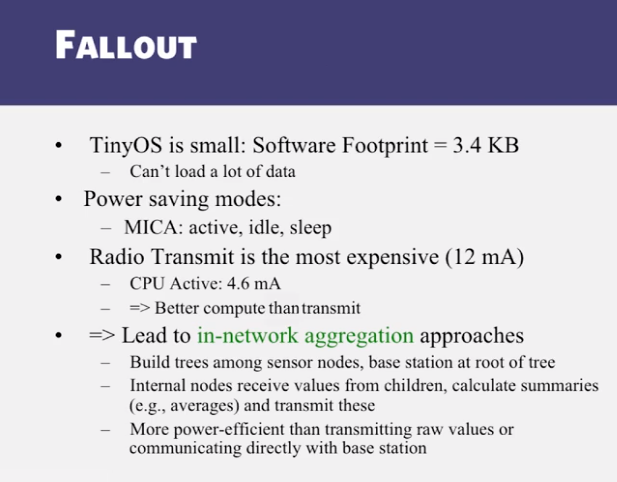 FALLOUT
• TinyOS is small: Software Footprint = 3.4 KB
– Can't load a lot of data
• Power saving modes:
– MICA: active, idle, sleep
• Radio Transmit is the most expensive (12 mA)
– CPU Active: 4.6 mA
– => Better compute than transmit
• => Lead to in-network aggregation approaches
– Build trees among sensor nodes, base station at root of tree
– Internal nodes receive values from children, calculate summaries
(e.g., averages) and transmit these
– More power-efficient than transmitting raw values or
communicating directly with base station